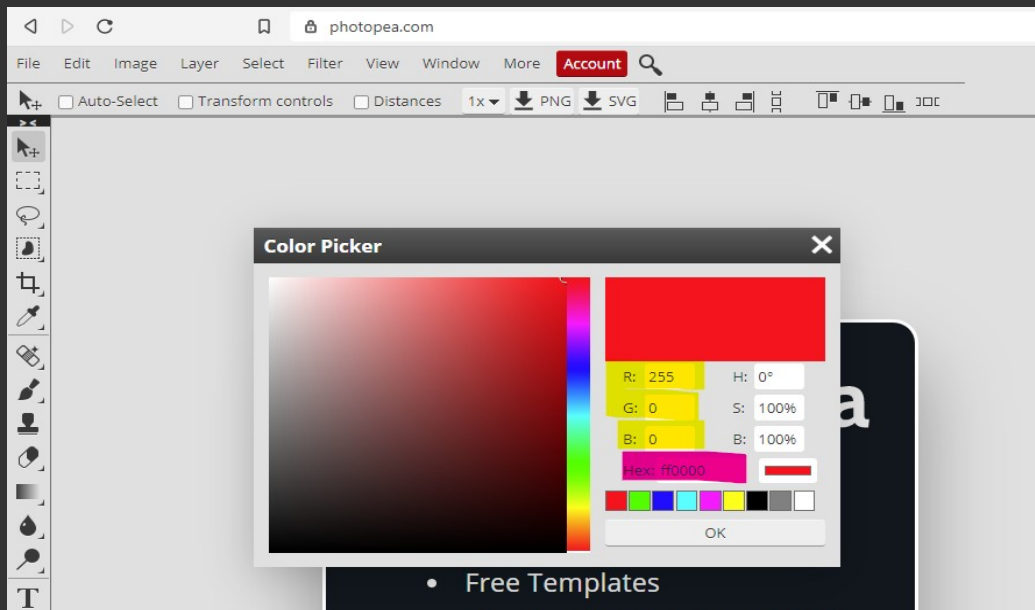 photopea.com
File Edit Image Layer Select Filter View Window More Account
Auto-Select Transform controls Distances 1x PNG SVG
Color Picker
R: 255 H: 0°
G: 0 S: 100%
B: 0 B: 100%
Hex: ff0000
OK
a
• Free Templates
T